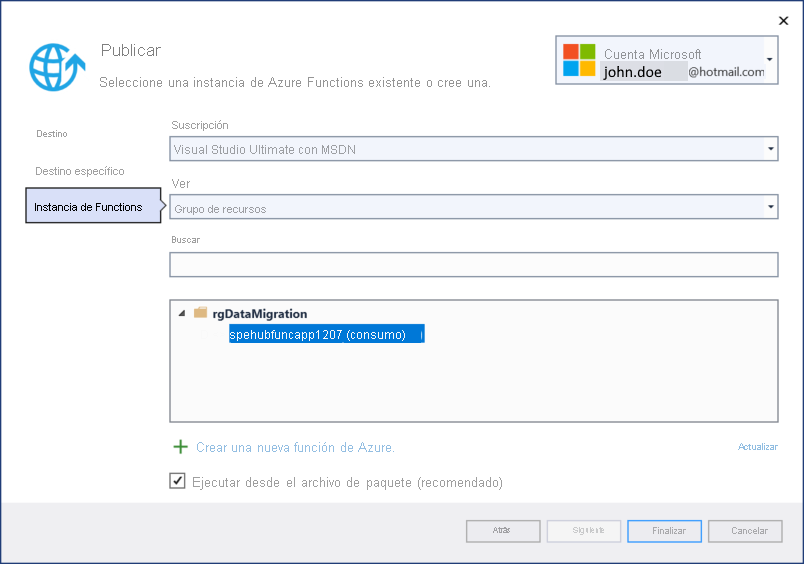 Publicar
Seleccione una instancia de Azure Functions existente o cree una.
Cuenta Microsoft
john.doe @hotmail.com
Destino
Destino específico
Instancia de Functions
Suscripción
Visual Studio Ultimate con MSDN
Ver
Grupo de recursos
Buscar
rgDataMigration
spehubfuncapp1207 (consumo)
Crear una nueva función de Azure.
Actualizar
Ejecutar desde el archivo de paquete (recomendado)
Atrás
Siguiente
Finalizar
Cancelar